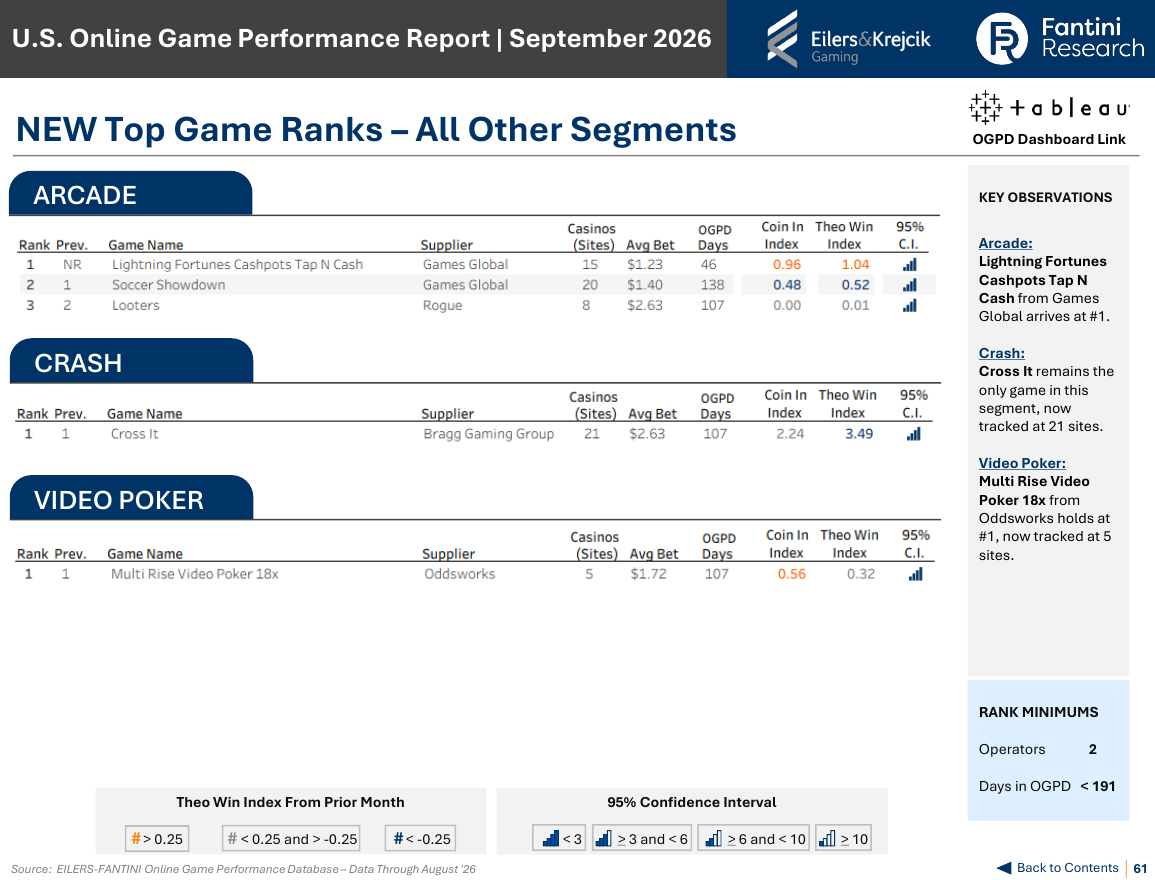 U.S. Online Game Performance Report | September 2026
Eilers&Krejcik
Gaming
Fantini
Research
NEW Top Game Ranks – All Other Segments
+ a b | e a u
OGPD Dashboard Link
ARCADE
Rank Prev. Game Name Supplier Casinos (Sites) Avg Bet OGPD Days Coin In Index Theo Win Index 95% C.I.
1 NR Lightning Fortunes Cashpots Tap N Cash Games Global 15 $1.23 46 0.96 1.04
2 1 Soccer Showdown Games Global 20 $1.40 138 0.48 0.52
3 2 Looters Rogue 8 $2.63 107 0.00 0.01
CRASH
Rank Prev. Game Name Supplier Casinos (Sites) Avg Bet OGPD Days Coin In Index Theo Win Index 95% C.I.
1 1 Cross It Bragg Gaming Group 21 $2.63 107 2.24 3.49
VIDEO POKER
Rank Prev. Game Name Supplier Casinos (Sites) Avg Bet OGPD Days Coin In Index Theo Win Index 95% C.I.
1 1 Multi Rise Video Poker 18x Oddsworks 5 $1.72 107 0.56 0.32
KEY OBSERVATIONS
Arcade:
Lightning Fortunes
Cashpots Tap N
Cash from Games
Global arrives at #1.
Crash:
Cross It remains the
only game in this
segment, now
tracked at 21 sites.
Video Poker:
Multi Rise Video
Poker 18x from
Oddsworks holds at
#1, now tracked at 5
sites.
RANK MINIMUMS
Operators 2
Days in OGPD < 191
Theo Win Index From Prior Month
# > 0.25 # < 0.25 and > -0.25 # < -0.25
95% Confidence Interval
< 3 ≥ 3 and < 6 ≥ 6 and < 10 ≥ 10
Source: EILERS-FANTINI Online Game Performance Database – Data Through August '26
Back to Contents | 61